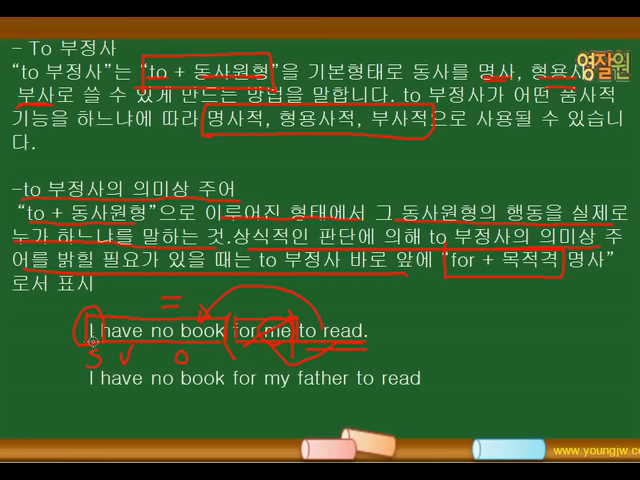 - To 부정사
“to 부정사”는 “to + 동사원형”을 기본형태로 동사를 명사, 형용사
영잘원
부사로 쓸 수 있게 만드는 방법을 말합니다. to 부정사가 어떤 품사적
기능을 하느냐에 따라 명사적, 형용사적, 부사적으로 사용될 수 있습니
다.
-to 부정사의 의미상 주어
“to + 동사원형”으로 이루어진 형태에서 그 동사원형의 행동을 실제로
누가 하느냐를 말하는 것.상식적인 판단에 의해 to 부정사의 의미상 주
어를 밝힐 필요가 있을 때는 to 부정사 바로 앞에 “for + 목적격 명사”
로서 표시
=
I have no book for me to read.
S V O
I have no book for my father to read
www.youngjw.co